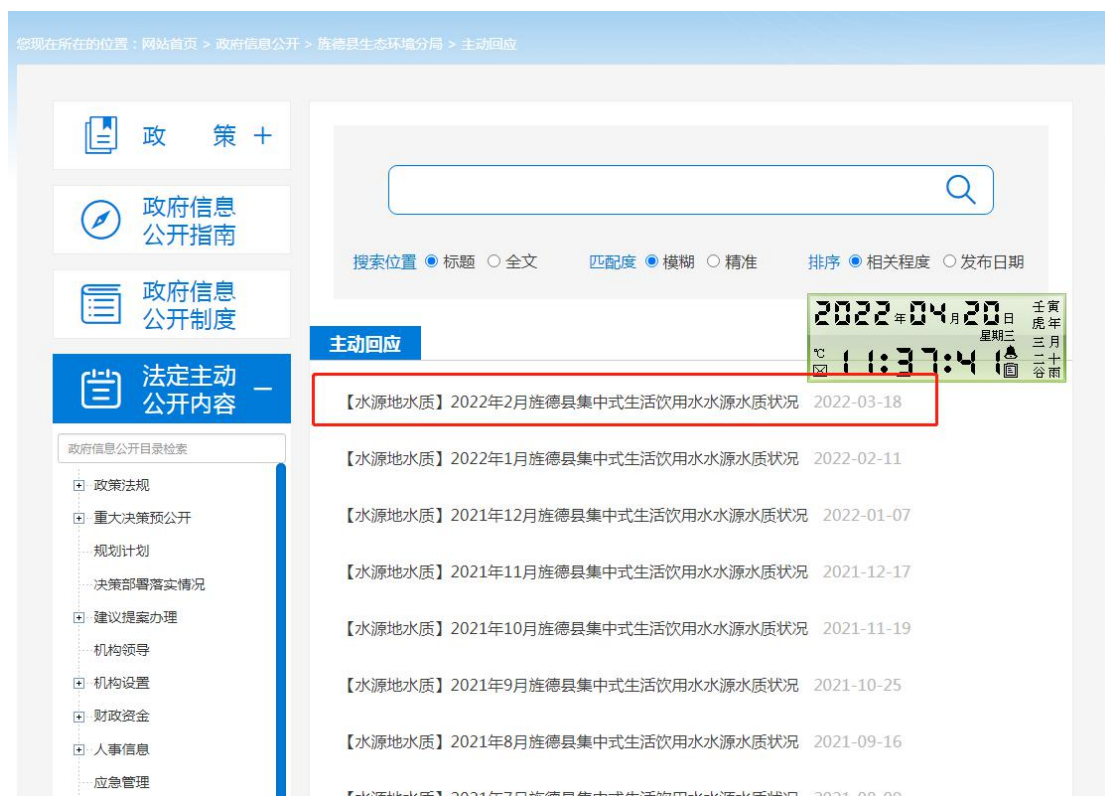 您现在所在的位置：网站首页 > 政府信息公开 > 旌德县生态环境分局 > 主动回应
政 策 +
政府信息
公开指南
政府信息
公开制度
法定主动
公开内容
政府信息公开目录检索
政策法规
重大决策预公开
规划计划
决策部署落实情况
建议提案办理
机构领导
机构设置
财政资金
人事信息
应急管理
搜索位置 标题 全文 匹配度 模糊 精准 排序 相关程度 发布日期
2022年04月20日
星期三
℃
11:37:41
壬寅
虎年
三月
二十
谷雨
主动回应
【水源地水质】2022年2月旌德县集中式生活饮用水水源水质状况 2022-03-18
【水源地水质】2022年1月旌德县集中式生活饮用水水源水质状况 2022-02-11
【水源地水质】2021年12月旌德县集中式生活饮用水水源水质状况 2022-01-07
【水源地水质】2021年11月旌德县集中式生活饮用水水源水质状况 2021-12-17
【水源地水质】2021年10月旌德县集中式生活饮用水水源水质状况 2021-11-19
【水源地水质】2021年9月旌德县集中式生活饮用水水源水质状况 2021-10-25
【水源地水质】2021年8月旌德县集中式生活饮用水水源水质状况 2021-09-16